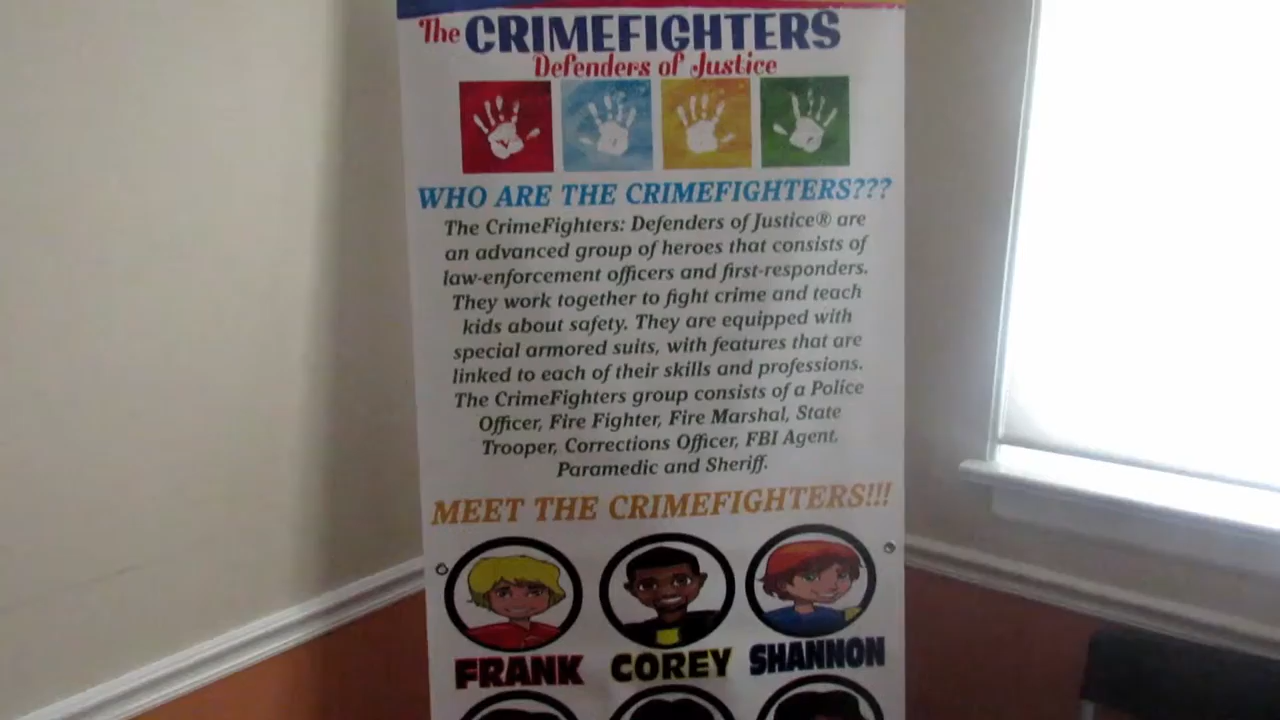 The CRIMEFIGHTERS
Defenders of Justice
WHO ARE THE CRIMEFIGHTERS???
The CrimeFighters: Defenders of Justice® are
an advanced group of heroes that consists of
law-enforcement officers and first-responders.
They work together to fight crime and teach
kids about safety. They are equipped with
special armored suits, with features that are
linked to each of their skills and professions.
The CrimeFighters group consists of a Police
Officer, Fire Fighter, Fire Marshal, State
Trooper, Corrections Officer, FBI Agent,
Paramedic and Sheriff.
MEET THE CRIMEFIGHTERS!!!
FRANK COREY SHANNON